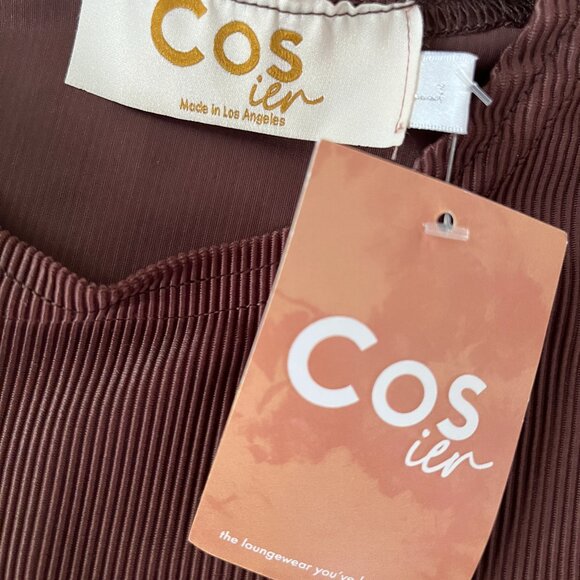 Cos
ier
Made in Los Angeles
Cos
ier
the loungewear you've